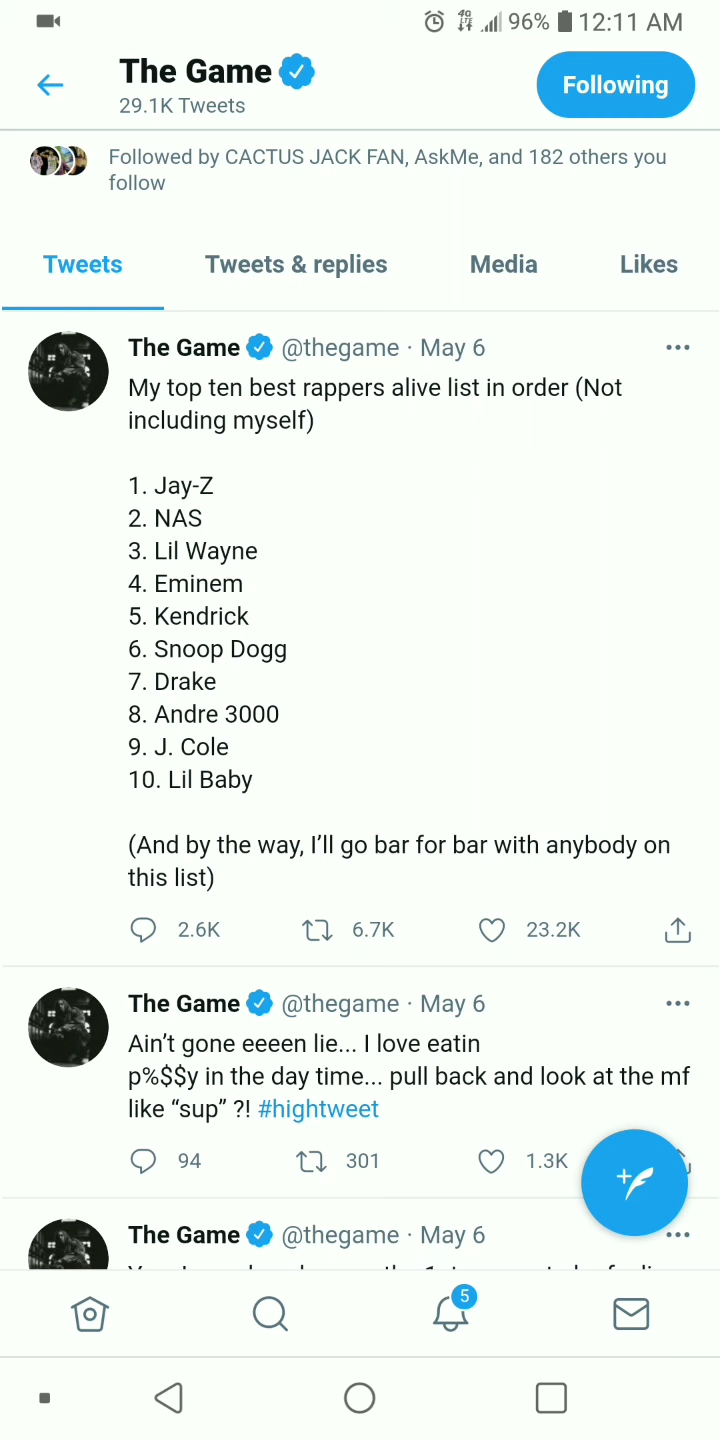 96% 12:11 AM
The Game
29.1K Tweets
Following
Followed by CACTUS JACK FAN, AskMe, and 182 others you
follow
Tweets Tweets & replies Media Likes
The Game @thegame · May 6
My top ten best rappers alive list in order (Not
including myself)
1. Jay-Z
2. NAS
3. Lil Wayne
4. Eminem
5. Kendrick
6. Snoop Dogg
7. Drake
8. Andre 3000
9. J. Cole
10. Lil Baby
(And by the way, I’ll go bar for bar with anybody on
this list)
2.6K 6.7K 23.2K
The Game @thegame · May 6
Ain’t gone eeeen lie... I love eatin
p%$$y in the day time... pull back and look at the mf
like “sup” ?! #hightweet
94 301 1.3K
The Game @thegame · May 6
5